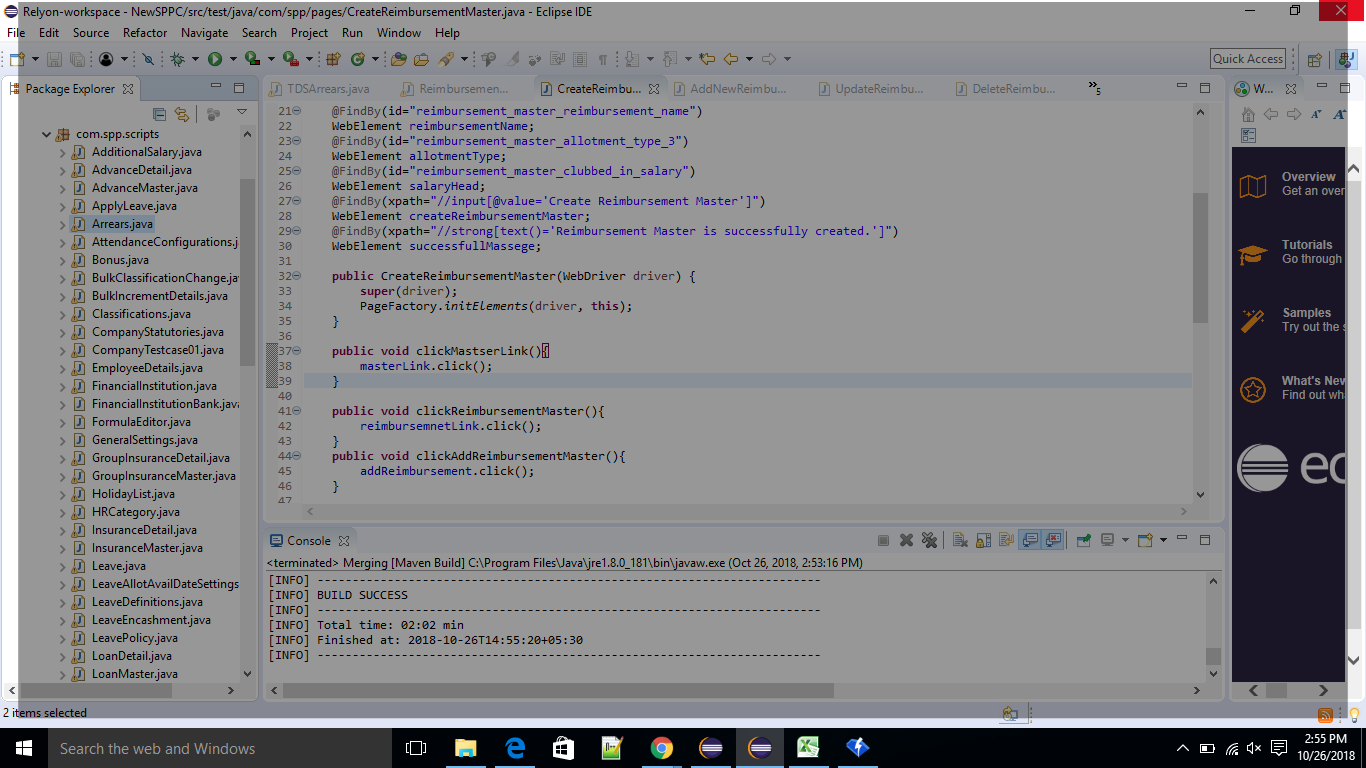 Relyon-workspace - NewSPPC/src/test/java/com/spp/pages/CreateReimbursementMaster.java - Eclipse IDE
File Edit Source Refactor Navigate Search Project Run Window Help
Quick Access
Package Explorer
com.spp.scripts
AdditionalSalary.java
AdvanceDetail.java
AdvanceMaster.java
ApplyLeave.java
Arrears.java
AttendanceConfigurations.j
Bonus.java
BulkClassificationChange.ja
BulkIncrementDetails.java
Classifications.java
CompanyStatutories.java
CompanyTestcase01.java
EmployeeDetails.java
FinancialInstitution.java
FinancialInstitutionBank.java
FormulaEditor.java
GeneralSettings.java
GroupInsuranceDetail.java
GroupInsuranceMaster.java
HolidayList.java
HRCategory.java
InsuranceDetail.java
InsuranceMaster.java
Leave.java
LeaveAllotAvailDateSettings
LeaveDefinitions.java
LeaveEncashment.java
LeavePolicy.java
LoanDetail.java
LoanMaster.java
TDSArrears.java Reimbursemen... CreateReimbu... AddNewReimbu... UpdateReimbu... DeleteReimbu... »5
21 @FindBy(id="reimbursement_master_reimbursement_name")
22 WebElement reimbursementName;
23 @FindBy(id="reimbursement_master_allotment_type_3")
24 WebElement allotmentType;
25 @FindBy(id="reimbursement_master_clubbed_in_salary")
26 WebElement salaryHead;
27 @FindBy(xpath="//input[@value='Create Reimbursement Master']")
28 WebElement createReimbursementMaster;
29 @FindBy(xpath="//strong[text()='Reimbursement Master is successfully created.']")
30 WebElement successfullMassege;
31
32 public CreateReimbursementMaster(WebDriver driver) {
33 super(driver);
34 PageFactory.initElements(driver, this);
35 }
36
37 public void clickMastserLink(){
38 masterLink.click();
39 }
40
41 public void clickReimbursementMaster(){
42 reimbursemnetLink.click();
43 }
44 public void clickAddReimbursementMaster(){
45 addReimbursement.click();
46 }
47
W...
Overview
Get an over
Tutorials
Go through
Samples
Try out the s
What's New
Find out wha
ec
Console
<terminated> Merging [Maven Build] C:\Program Files\Java\jre1.8.0_181\bin\javaw.exe (Oct 26, 2018, 2:53:16 PM)
[INFO] ------------------------------------------------------------------------
[INFO] BUILD SUCCESS
[INFO] ------------------------------------------------------------------------
[INFO] Total time: 02:02 min
[INFO] Finished at: 2018-10-26T14:55:20+05:30
[INFO] ------------------------------------------------------------------------
2 items selected
Search the web and Windows
2:55 PM
10/26/2018